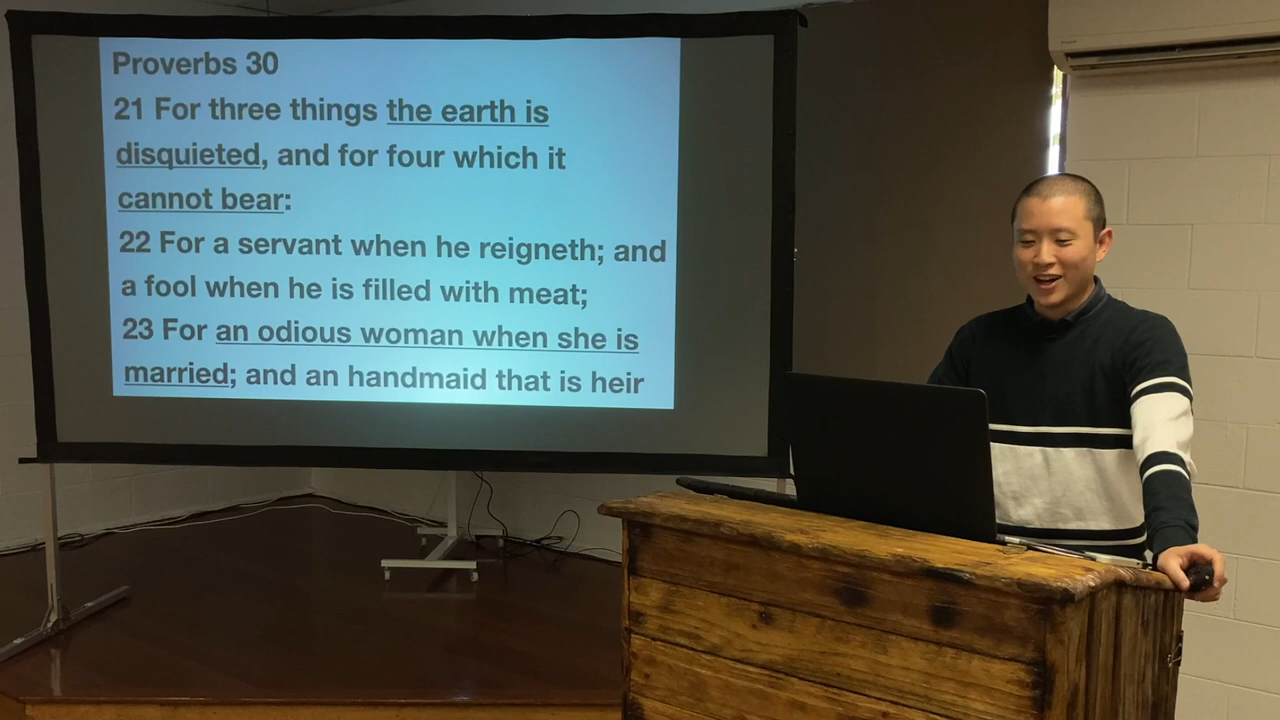 Proverbs 30
21 For three things the earth is
disquieted, and for four which it
cannot bear:
22 For a servant when he reigneth; and
a fool when he is filled with meat;
23 For an odious woman when she is
married; and an handmaid that is heir